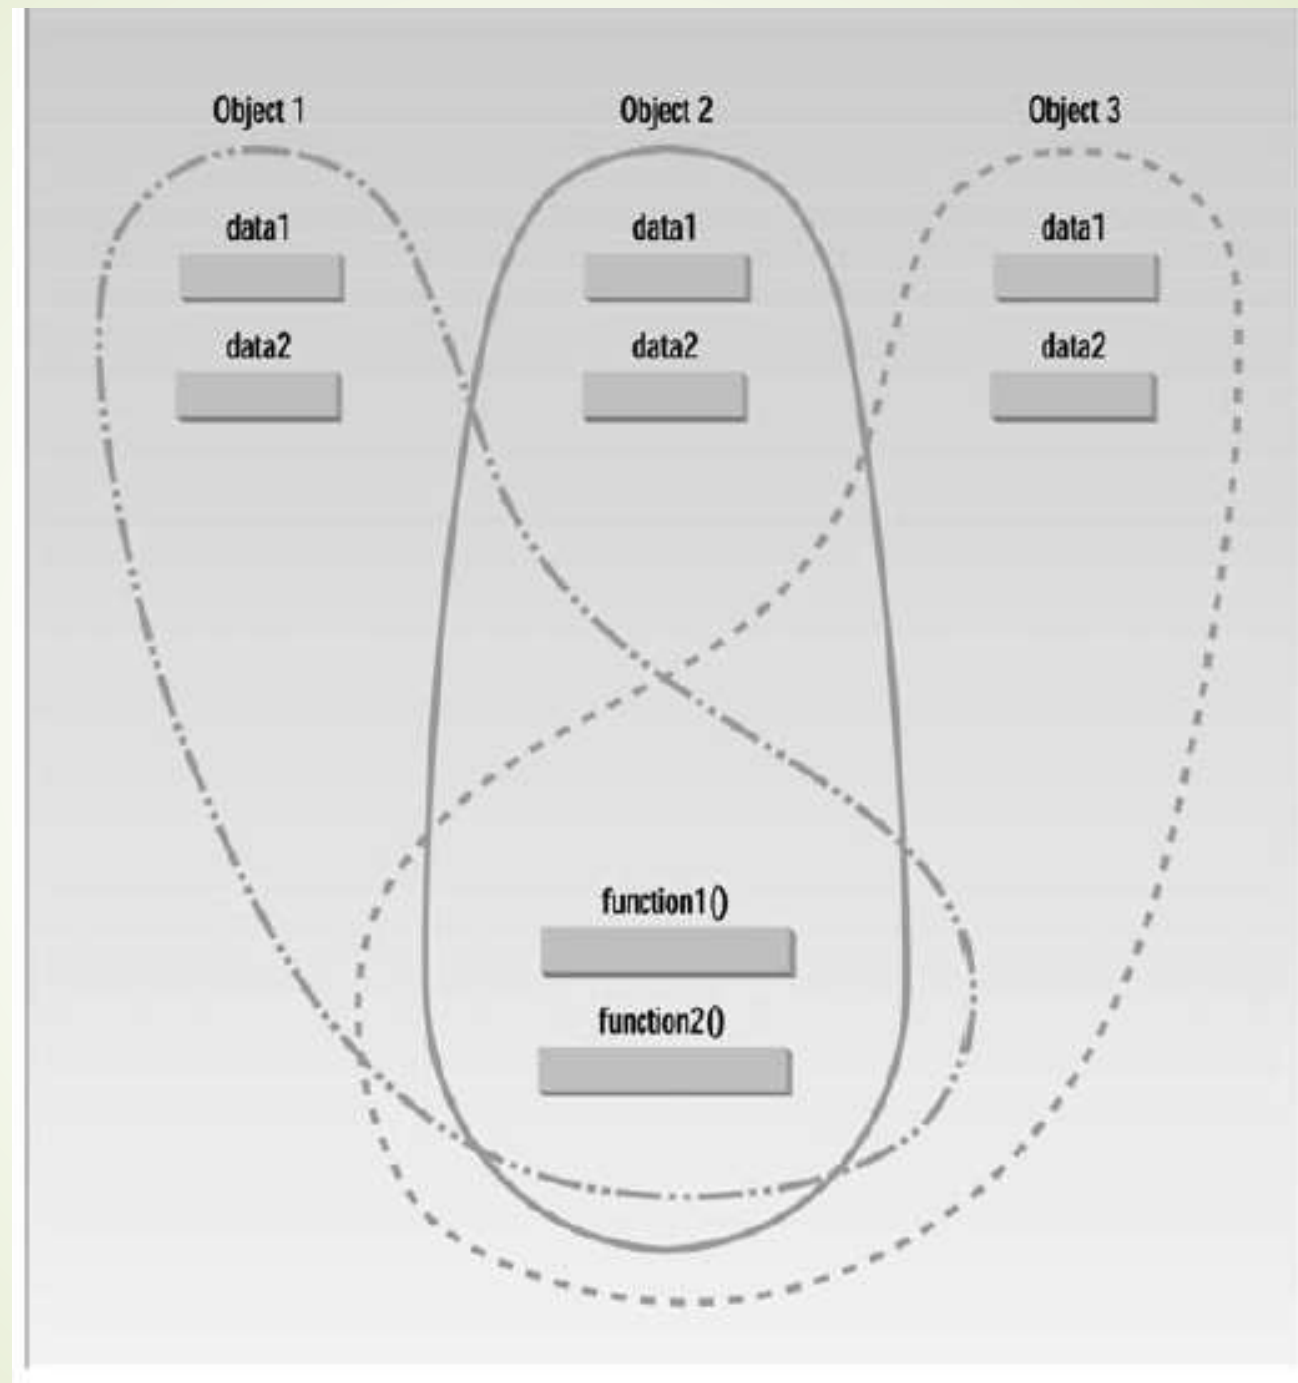 Object 1 Object 2 Object 3
data1 data1 data1
data2 data2 data2
function1()
function2()